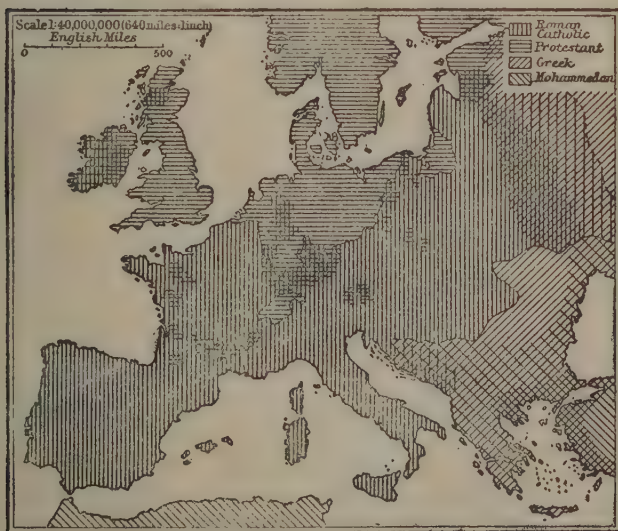 Scale 1:40,000,000 (640 miles=1 inch)
English Miles
0 500
Roman
Catholic
Protestant
Greek
Mohammedan